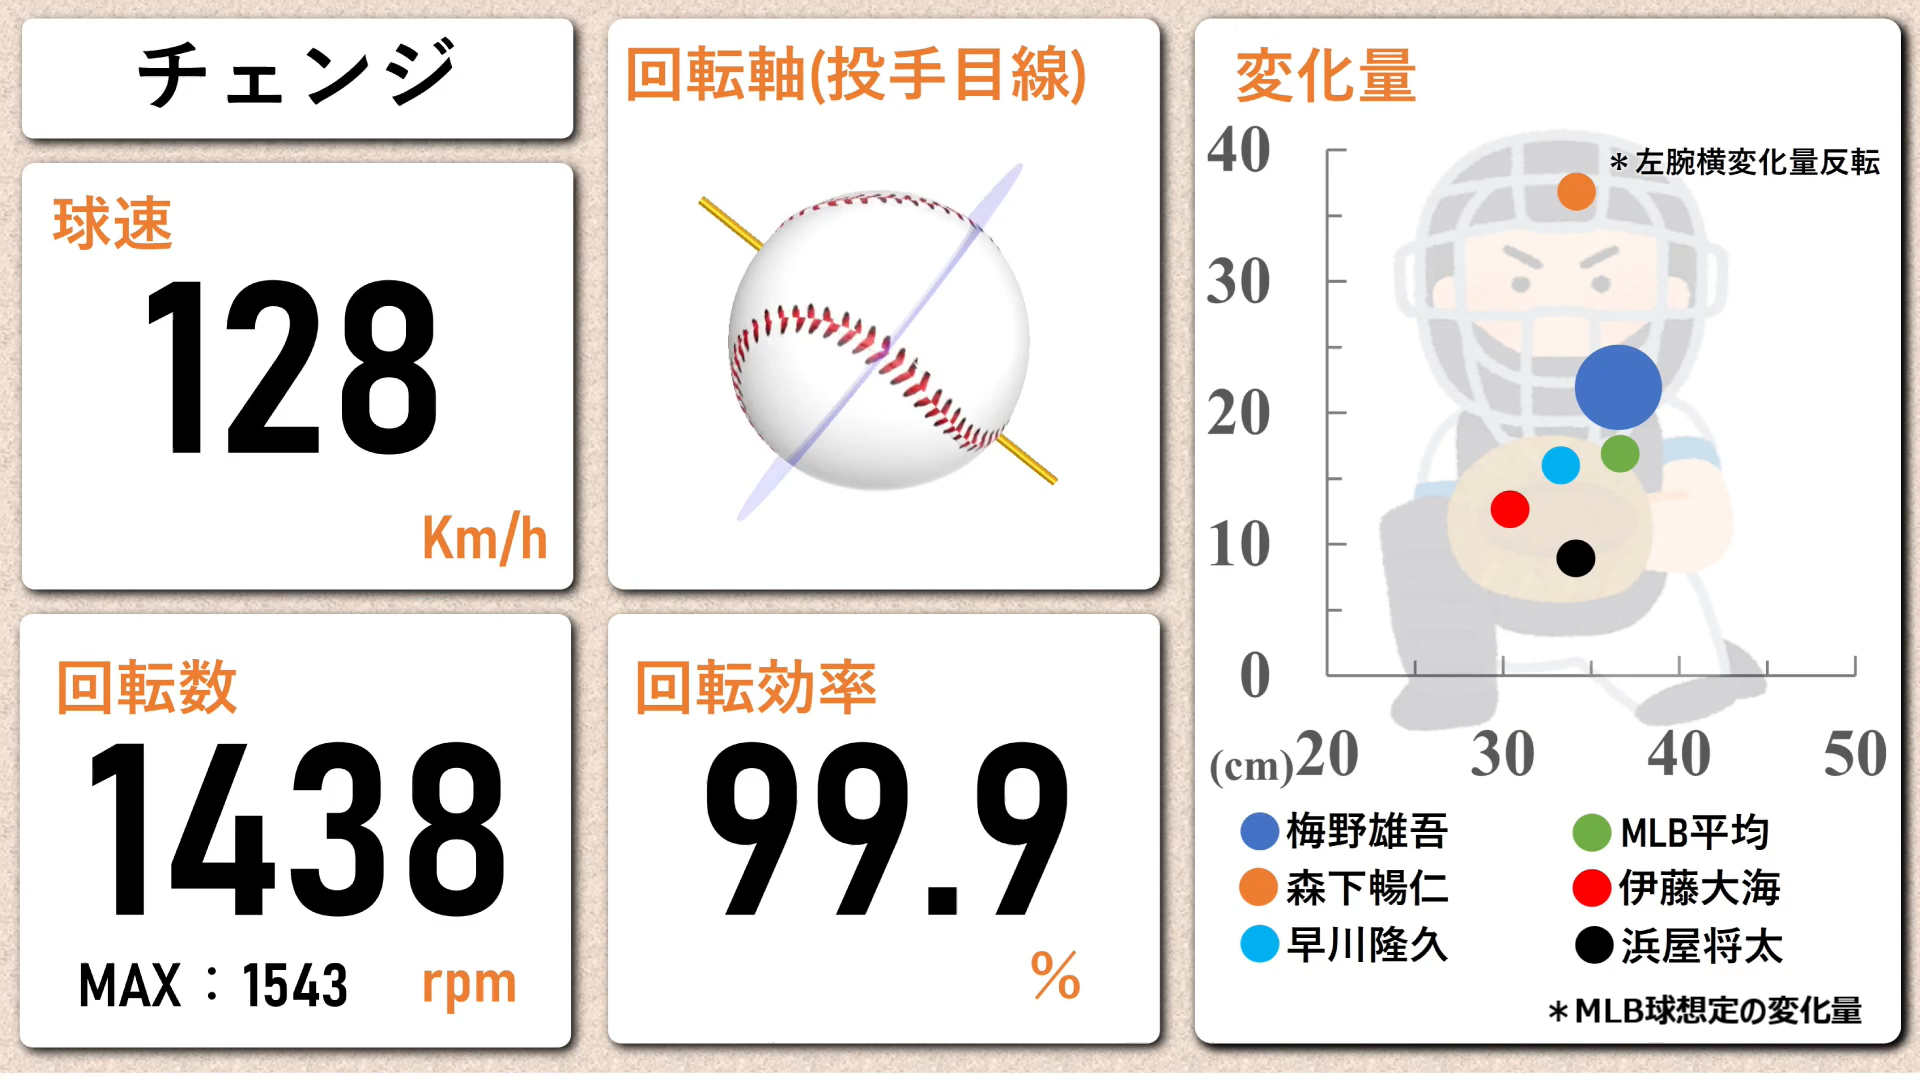 チェンジ
球速
128
Km/h
回転数
1438
MAX：1543 rpm
回転軸(投手目線)
回転効率
99.9
%
変化量
＊左腕横変化量反転
40
30
20
10
0
(cm) 20 30 40 50
梅野雄吾 MLB平均
森下暢仁 伊藤大海
早川隆久 浜屋将太
＊MLB球想定の変化量